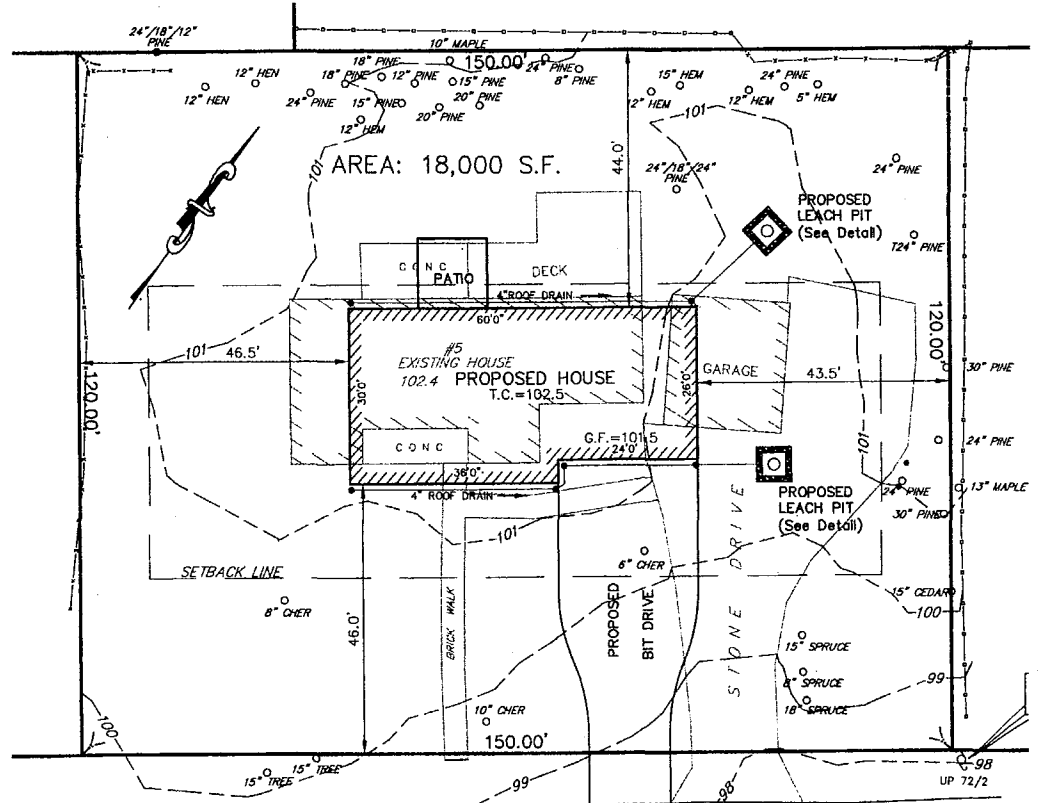 24"/18"/12"
PINE
10" MAPLE
18" PINE
150.00'
24" PINE
8" PINE
12" HEN
12" HEN
18" PINE
12" PINE
15" PINE
24" PINE
15" PINE
20" PINE
20" PINE
12" HEM
15" HEM
12" HEM
24" PINE
12" HEM
5" HEM
101
101
AREA: 18,000 S.F.
44.0'
24"/18"/24"
PINE
24" PINE
PROPOSED
LEACH PIT
(See Detail)
T24" PINE
CONC
PATIO
DECK
4"ROOF DRAIN
60'0"
120.00'
101
46.5'
#5
EXISTING HOUSE
102.4
PROPOSED HOUSE
T.C.=102.5
30'0"
26'0"
GARAGE
43.5'
30" PINE
120.00'
CONC
G.F.=101.5
24'0"
101
24" PINE
36'0"
4" ROOF DRAIN
101
PROPOSED
LEACH PIT
(See Detail)
24" PINE
13" MAPLE
30" PINE
SETBACK LINE
6" CHER
8" CHER
46.0'
BRICK WALK
PROPOSED
BIT DRIVE
STONE DRIVE
15" CEDAR
100
15" SPRUCE
8" SPRUCE
18" SPRUCE
99
100
10" CHER
150.00'
15" TREE
15" TREE
99
98
98
UP 72/2